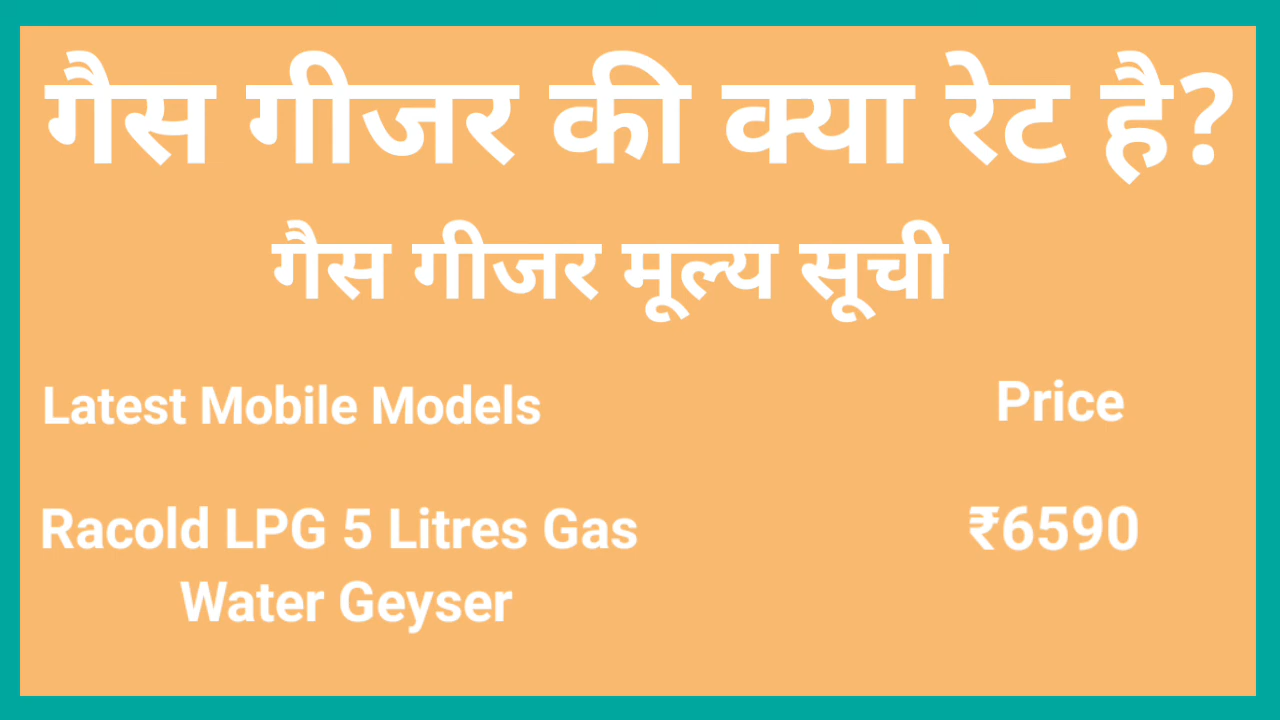 गैस गीजर की क्या रेट है?
गैस गीजर मूल्य सूची
Latest Mobile Models Price
Racold LPG 5 Litres Gas ₹6590
Water Geyser